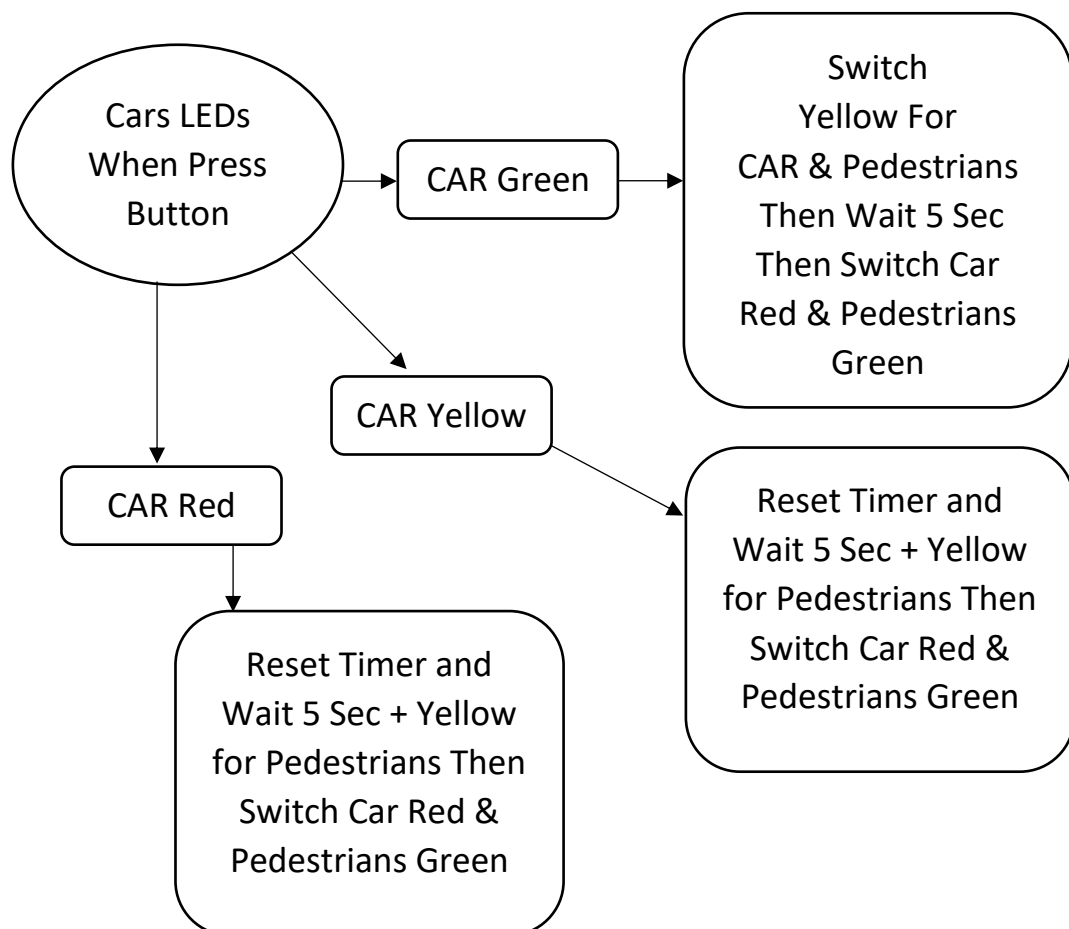 Cars LEDs
When Press
Button
CAR Green
Switch
Yellow For
CAR & Pedestrians
Then Wait 5 Sec
Then Switch Car
Red & Pedestrians
Green
CAR Yellow
Reset Timer and
Wait 5 Sec + Yellow
for Pedestrians Then
Switch Car Red &
Pedestrians Green
CAR Red
Reset Timer and
Wait 5 Sec + Yellow
for Pedestrians Then
Switch Car Red &
Pedestrians Green